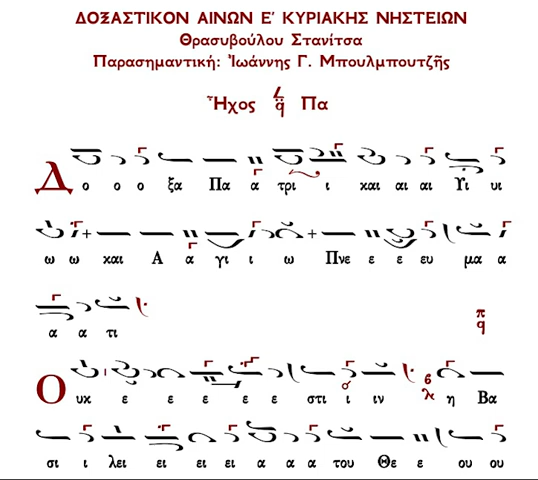 ΔΟΞΑΣΤΙΚΟΝ ΑΙΝΩΝ Ε΄ ΚΥΡΙΑΚΗΣ ΝΗΣΤΕΙΩΝ
Θρασυβούλου Στανίτσα
Παρασημαντική: Ἰωάννης Γ. Μπουλμπουτζῆς
Ἦχος Πα
Δ ο ο ο ξα Πα α τρι ι και αι αι Υἱ υι
ω ω και Α α γι ι ω Πνε ε ε ευ μα α
α α τι
Ο υκ ε ε ε ε ε στι ι ιν η Βα
σι ι λει ει ει ει α α α του Θε ε ου ου